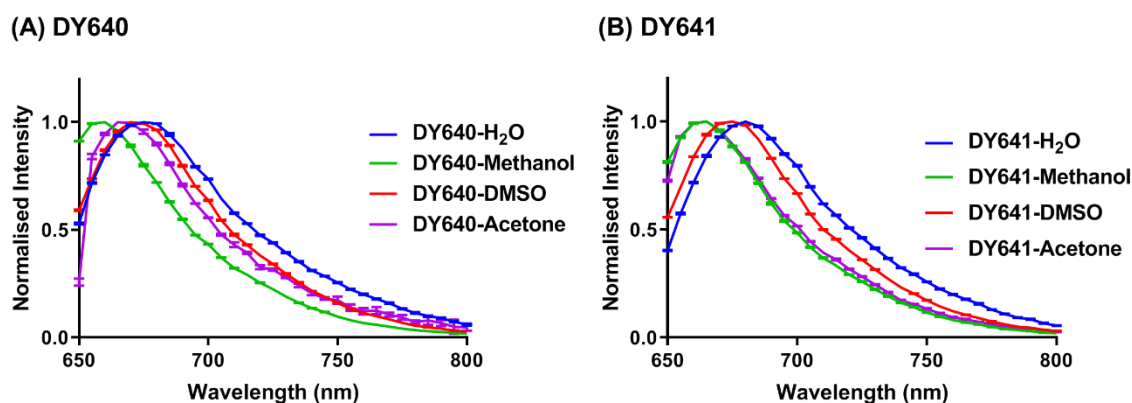 (A) DY640
(B) DY641
Normalised Intensity
1.0
0.5
0.0
650
700
750
800
Wavelength (nm)
DY640-H₂O
DY640-Methanol
DY640-DMSO
DY640-Acetone
Normalised Intensity
1.0
0.5
0.0
650
700
750
800
Wavelength (nm)
DY641-H₂O
DY641-Methanol
DY641-DMSO
DY641-Acetone